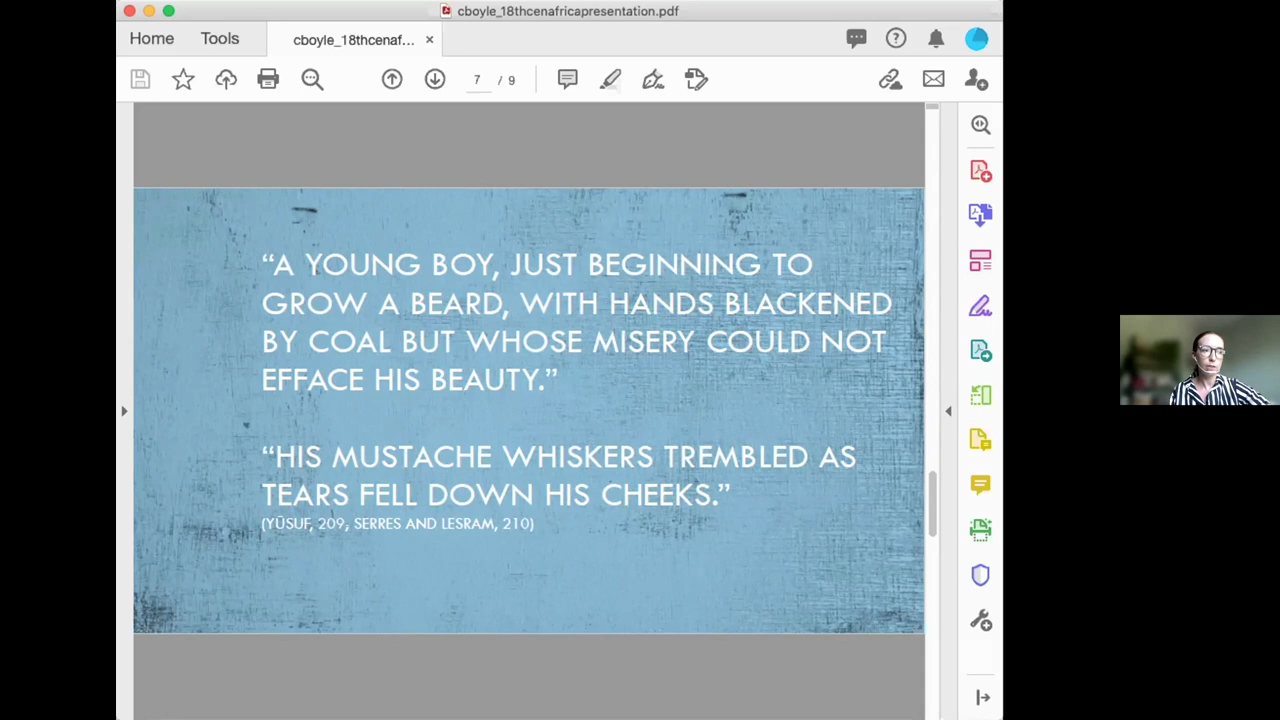 cboyle_18thcenafricapresentation.pdf
Home
Tools
cboyle_18thcenaf...
7 / 9
“A YOUNG BOY, JUST BEGINNING TO
GROW A BEARD, WITH HANDS BLACKENED
BY COAL BUT WHOSE MISERY COULD NOT
EFFACE HIS BEAUTY.”
“HIS MUSTACHE WHISKERS TREMBLED AS
TEARS FELL DOWN HIS CHEEKS.”
(YŪSUF, 209; SERRES AND LESRAM, 210)